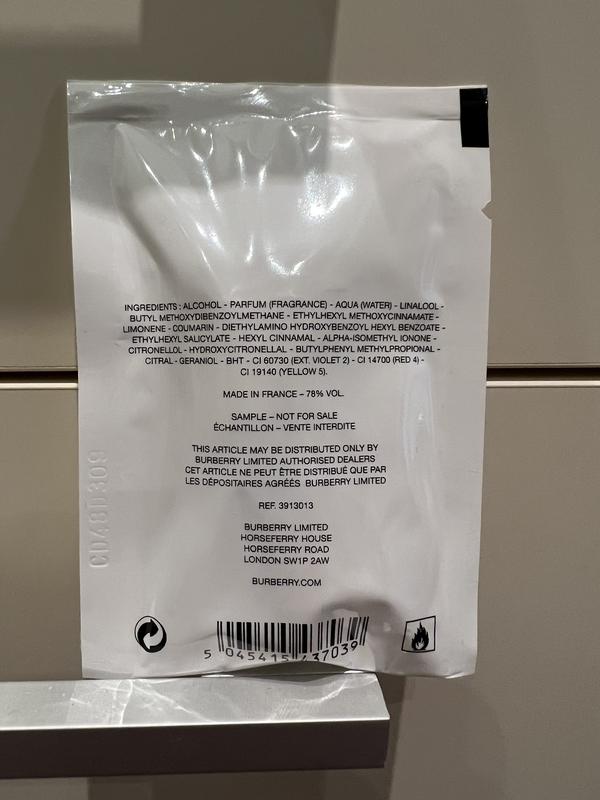 INGREDIENTS : ALCOHOL - PARFUM (FRAGRANCE) - AQUA (WATER) - LINALOOL -
BUTYL METHOXYDIBENZOYLMETHANE - ETHYLHEXYL METHOXYCINNAMATE -
LIMONENE - COUMARIN - DIETHYLAMINO HYDROXYBENZOYL HEXYL BENZOATE -
ETHYLHEXYL SALICYLATE - HEXYL CINNAMAL - ALPHA-ISOMETHYL IONONE -
CITRONELLOL - HYDROXYCITRONELLAL - BUTYLPHENYL METHYLPROPIONAL -
CITRAL - GERANIOL - BHT - CI 60730 (EXT. VIOLET 2) - CI 14700 (RED 4) -
CI 19140 (YELLOW 5).
MADE IN FRANCE – 78% VOL.
SAMPLE – NOT FOR SALE
ÉCHANTILLON – VENTE INTERDITE
THIS ARTICLE MAY BE DISTRIBUTED ONLY BY
BURBERRY LIMITED AUTHORISED DEALERS
CET ARTICLE NE PEUT ÊTRE DISTRIBUÉ QUE PAR
LES DÉPOSITAIRES AGRÉÉS BURBERRY LIMITED
REF. 3913013
BURBERRY LIMITED
HORSEFERRY HOUSE
HORSEFERRY ROAD
LONDON SW1P 2AW
BURBERRY.COM
5 045415 437039